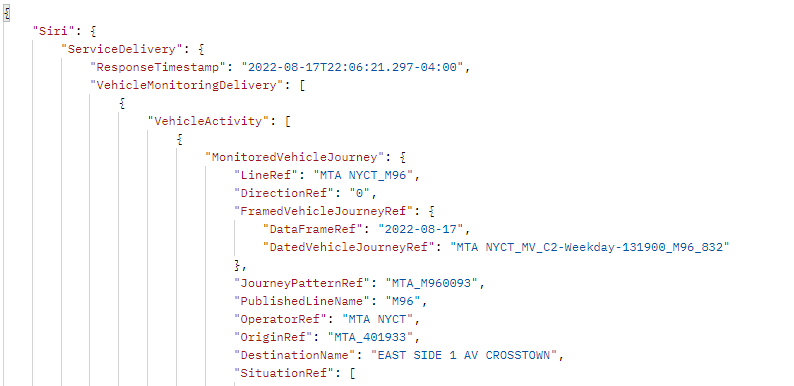 {
"Siri": {
"ServiceDelivery": {
"ResponseTimestamp": "2022-08-17T22:06:21.297-04:00",
"VehicleMonitoringDelivery": [
{
"VehicleActivity": [
{
"MonitoredVehicleJourney": {
"LineRef": "MTA NYCT_M96",
"DirectionRef": "0",
"FramedVehicleJourneyRef": {
"DataFrameRef": "2022-08-17",
"DatedVehicleJourneyRef": "MTA NYCT_MV_C2-Weekday-131900_M96_832"
},
"JourneyPatternRef": "MTA_M960093",
"PublishedLineName": "M96",
"OperatorRef": "MTA NYCT",
"OriginRef": "MTA_401933",
"DestinationName": "EAST SIDE 1 AV CROSSTOWN",
"SituationRef": [